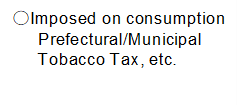 ○Imposed on consumption
Prefectural/Municipal
Tobacco Tax, etc.